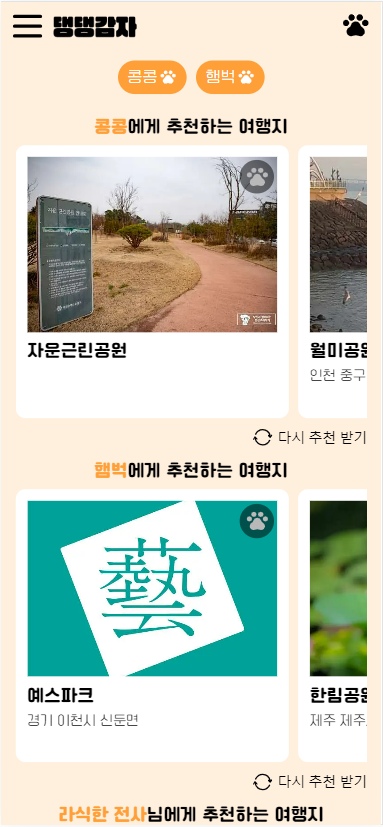 댕댕감자
콩콩
햄벅
콩콩에게 추천하는 여행지
자운근린공원
월미공원
인천 중구
다시 추천 받기
햄벅에게 추천하는 여행지
藝
예스파크
경기 이천시 신둔면
한림공원
제주 제주
다시 추천 받기
라식한 전사님에게 추천하는 여행지